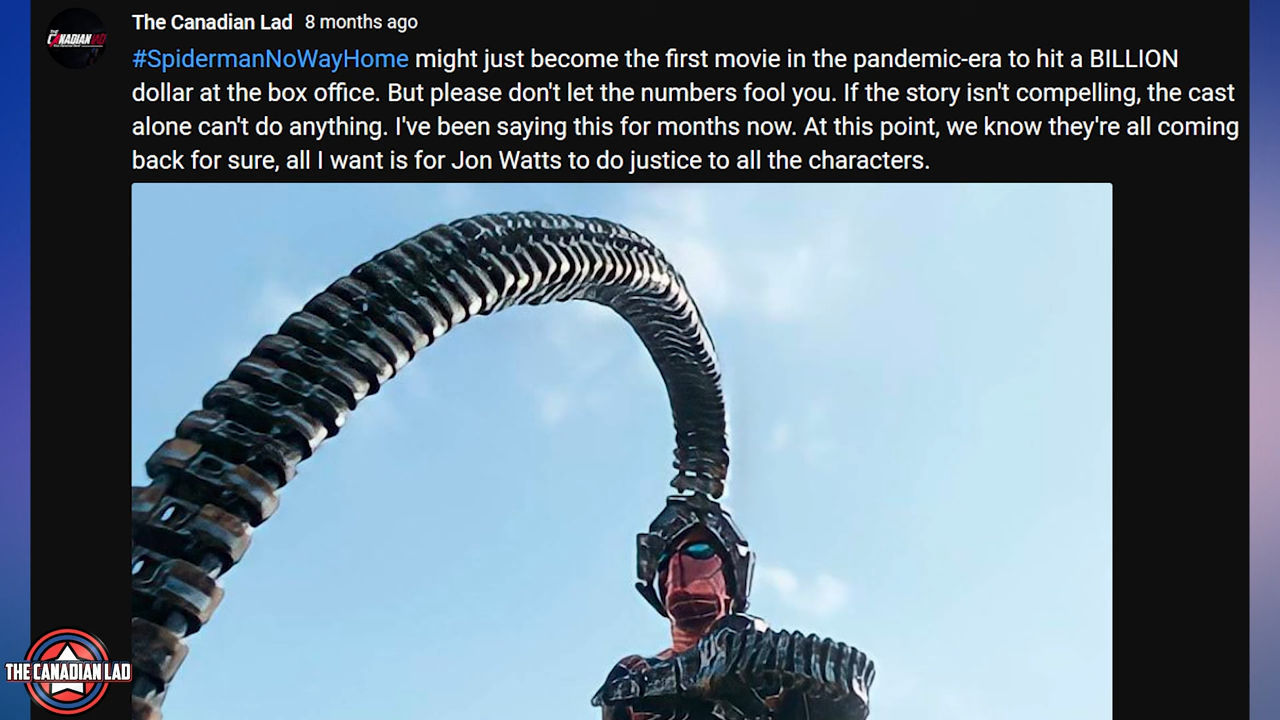 The Canadian Lad 8 months ago
#SpidermanNoWayHome might just become the first movie in the pandemic-era to hit a BILLION
dollar at the box office. But please don't let the numbers fool you. If the story isn't compelling, the cast
alone can't do anything. I've been saying this for months now. At this point, we know they're all coming
back for sure, all I want is for Jon Watts to do justice to all the characters.
THE CANADIAN LAD